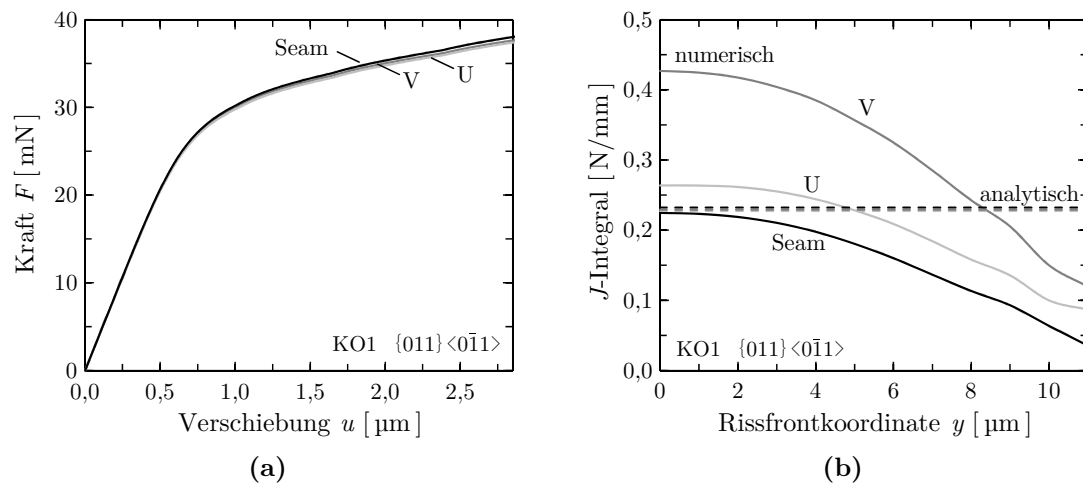 40
30
20
10
0
Kraft F [mN]
Seam
V
U
KO1 {011}<01̄1>
0,0
0,5
1,0
1,5
2,0
2,5
Verschiebung u [µm]
(a)
0,5
0,4
0,3
0,2
0,1
0,0
J-Integral [N/mm]
numerisch
V
U
analytisch
Seam
KO1 {011}<01̄1>
0
2
4
6
8
10
Rissfrontkoordinate y [µm]
(b)